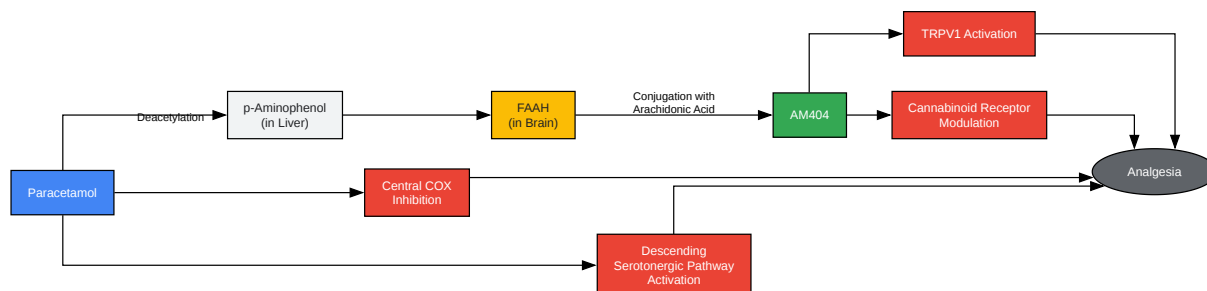 TRPV1 Activation
Deacetylation
p-Aminophenol
(in Liver)
FAAH
(in Brain)
Conjugation with
Arachidonic Acid
AM404
Cannabinoid Receptor
Modulation
Paracetamol
Central COX
Inhibition
Analgesia
Descending
Serotonergic Pathway
Activation